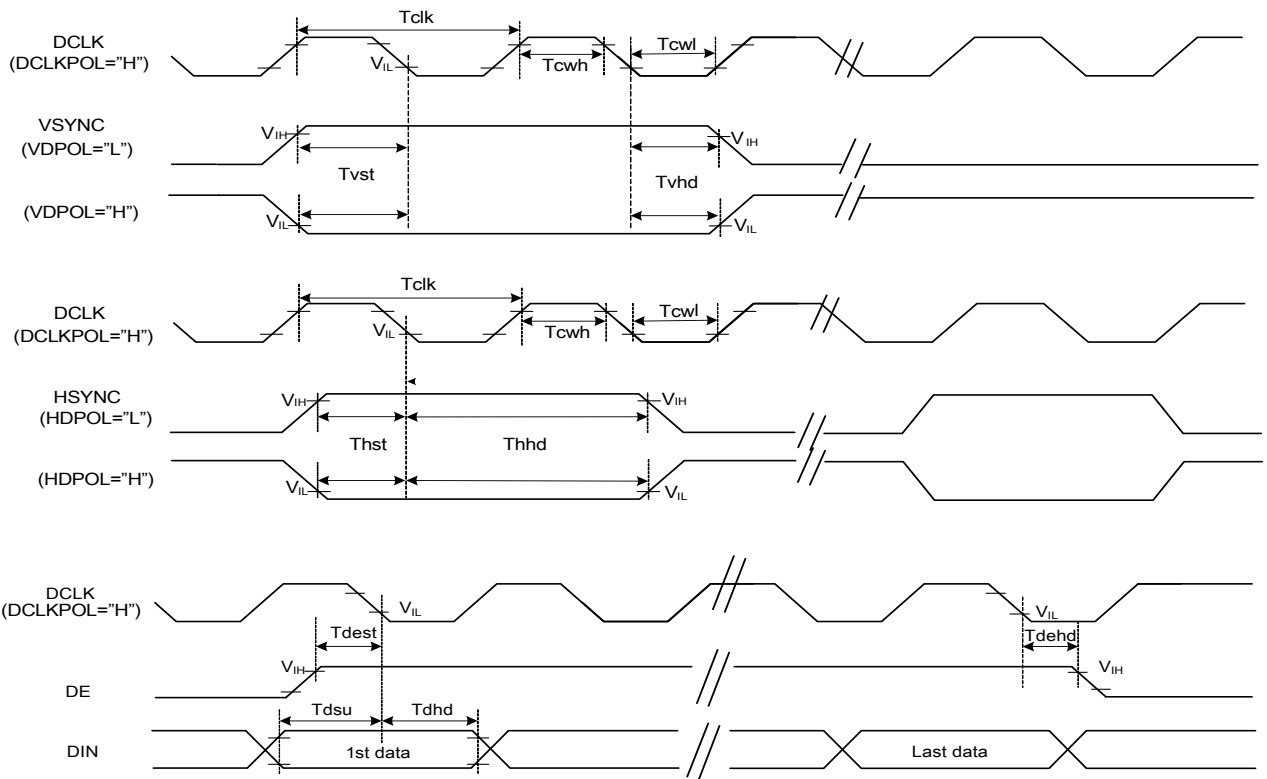 Tclk
DCLK
(DCLKPOL="H")
VIL
Tcwh
Tcwl
VSYNC
(VDPOL="L")
VIH
VIH
Tvst
Tvhd
(VDPOL="H")
VIL
VIL
Tclk
DCLK
(DCLKPOL="H")
VIL
Tcwh
Tcwl
HSYNC
(HDPOL="L")
VIH
VIH
Thst
Thhd
(HDPOL="H")
VIL
VIL
DCLK
(DCLKPOL="H")
VIL
VIL
Tdest
Tdehd
DE
VIH
VIH
Tdsu
Tdhd
DIN
1st data
Last data